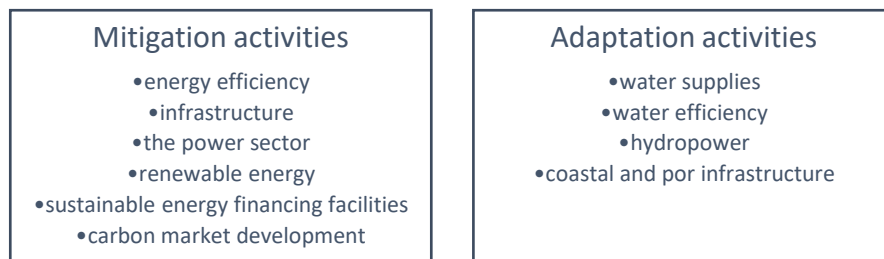 Mitigation activities
•energy efficiency
•infrastructure
•the power sector
•renewable energy
•sustainable energy financing facilities
•carbon market development
Adaptation activities
•water supplies
•water efficiency
•hydropower
•coastal and por infrastructure